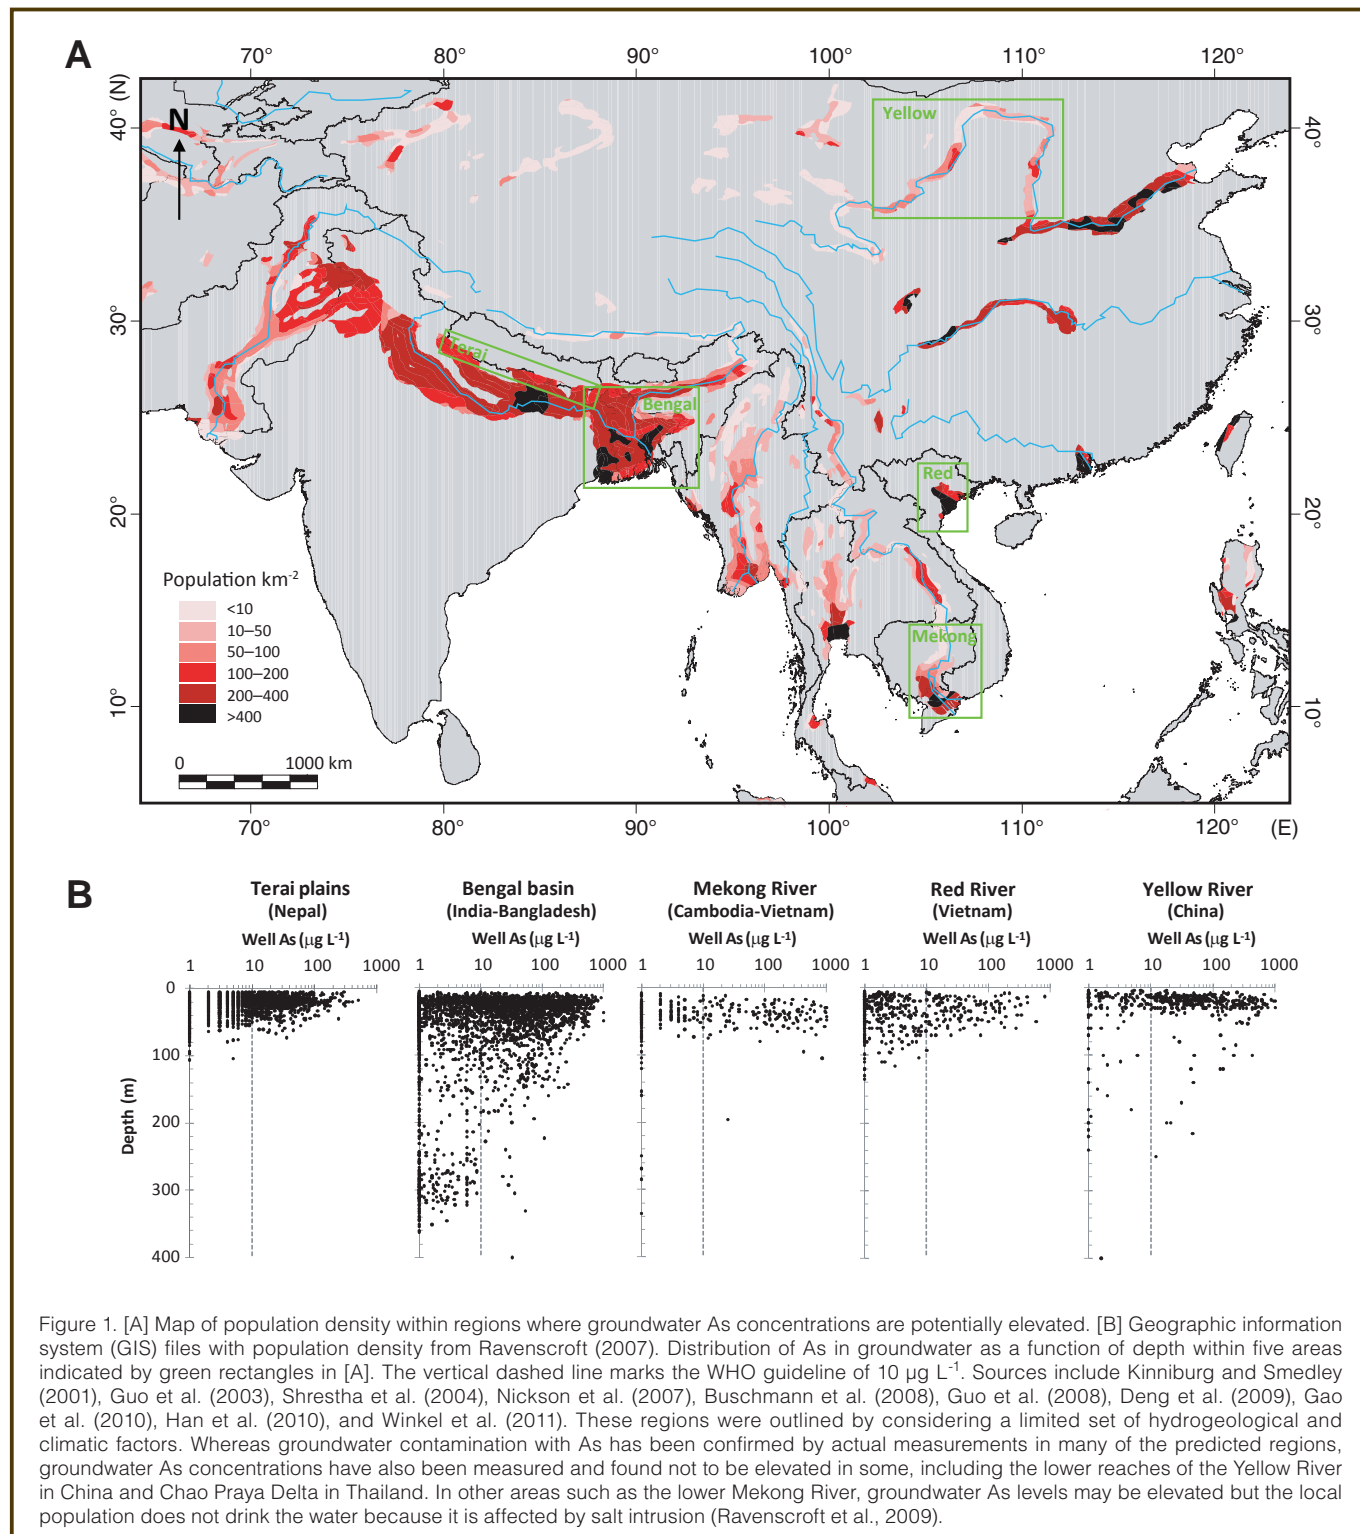 A
70° 80° 90° 100° 110° 120°
40° (N)
30°
20°
10°
40°
30°
20°
10°
N
Yellow
Terai
Bengal
Red
Mekong
Population km-2
<10
10–50
50–100
100–200
200–400
>400
0 1000 km
70° 80° 90° 100° 110° 120° (E)
B
Terai plains
(Nepal)
Well As (µg L-1)
1 10 100 1000
Bengal basin
(India-Bangladesh)
Well As (µg L-1)
1 10 100 1000
Mekong River
(Cambodia-Vietnam)
Well As (µg L-1)
1 10 100 1000
Red River
(Vietnam)
Well As (µg L-1)
1 10 100 1000
Yellow River
(China)
Well As (µg L-1)
1 10 100 1000
Depth (m)
0
100
200
300
400
Figure 1. [A] Map of population density within regions where groundwater As concentrations are potentially elevated. [B] Geographic information
system (GIS) files with population density from Ravenscroft (2007). Distribution of As in groundwater as a function of depth within five areas
indicated by green rectangles in [A]. The vertical dashed line marks the WHO guideline of 10 µg L-1. Sources include Kinniburg and Smedley
(2001), Guo et al. (2003), Shrestha et al. (2004), Nickson et al. (2007), Buschmann et al. (2008), Guo et al. (2008), Deng et al. (2009), Gao
et al. (2010), Han et al. (2010), and Winkel et al. (2011). These regions were outlined by considering a limited set of hydrogeological and
climatic factors. Whereas groundwater contamination with As has been confirmed by actual measurements in many of the predicted regions,
groundwater As concentrations have also been measured and found not to be elevated in some, including the lower reaches of the Yellow River
in China and Chao Praya Delta in Thailand. In other areas such as the lower Mekong River, groundwater As levels may be elevated but the local
population does not drink the water because it is affected by salt intrusion (Ravenscroft et al., 2009).